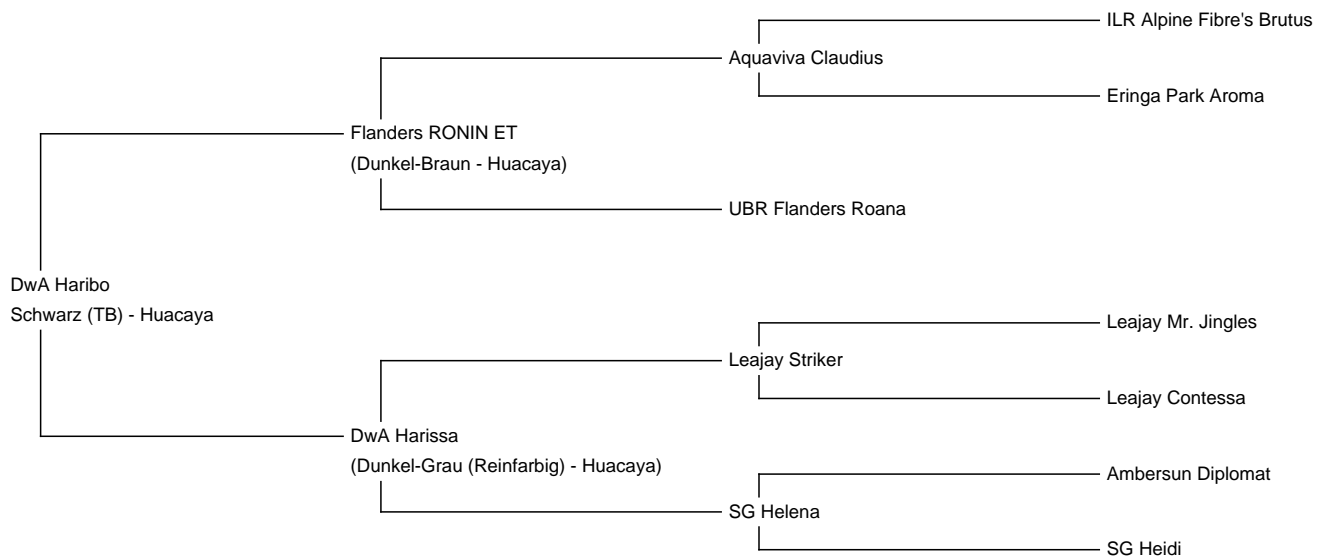 ILR Alpine Fibre's Brutus
Aquaviva Claudius
Eringa Park Aroma
Flanders RONIN ET
(Dunkel-Braun - Huacaya)
UBR Flanders Roana
DwA Haribo
Schwarz (TB) - Huacaya
Leajay Mr. Jingles
Leajay Striker
Leajay Contessa
DwA Harissa
(Dunkel-Grau (Reinfarbig) - Huacaya)
Ambersun Diplomat
SG Helena
SG Heidi